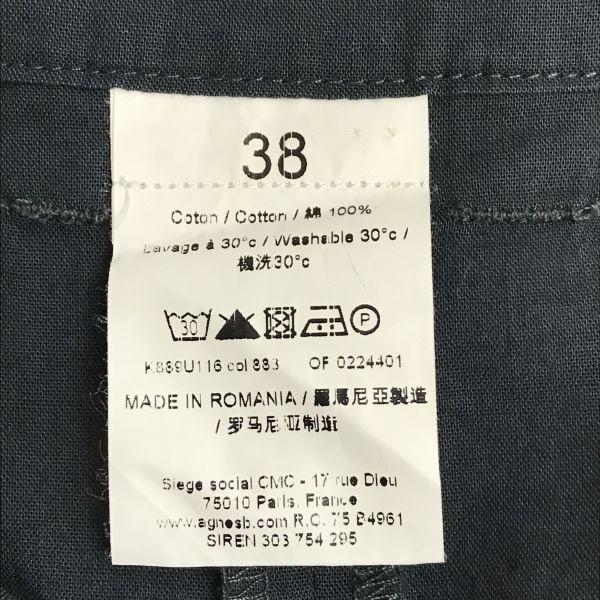 38
Coton / Cotton / 綿 100%
Lavage à 30°c / Washable 30°c /
機洗30°c
30 P
K889U116 col 883 OF 0224401
MADE IN ROMANIA / 羅馬尼亞製造
/ 罗马尼亚制造
Siege social CMC - 17 rue Dieu
75010 Paris, France
www.agnesb.com R.C. 75 B4961
SIREN 303 754 295